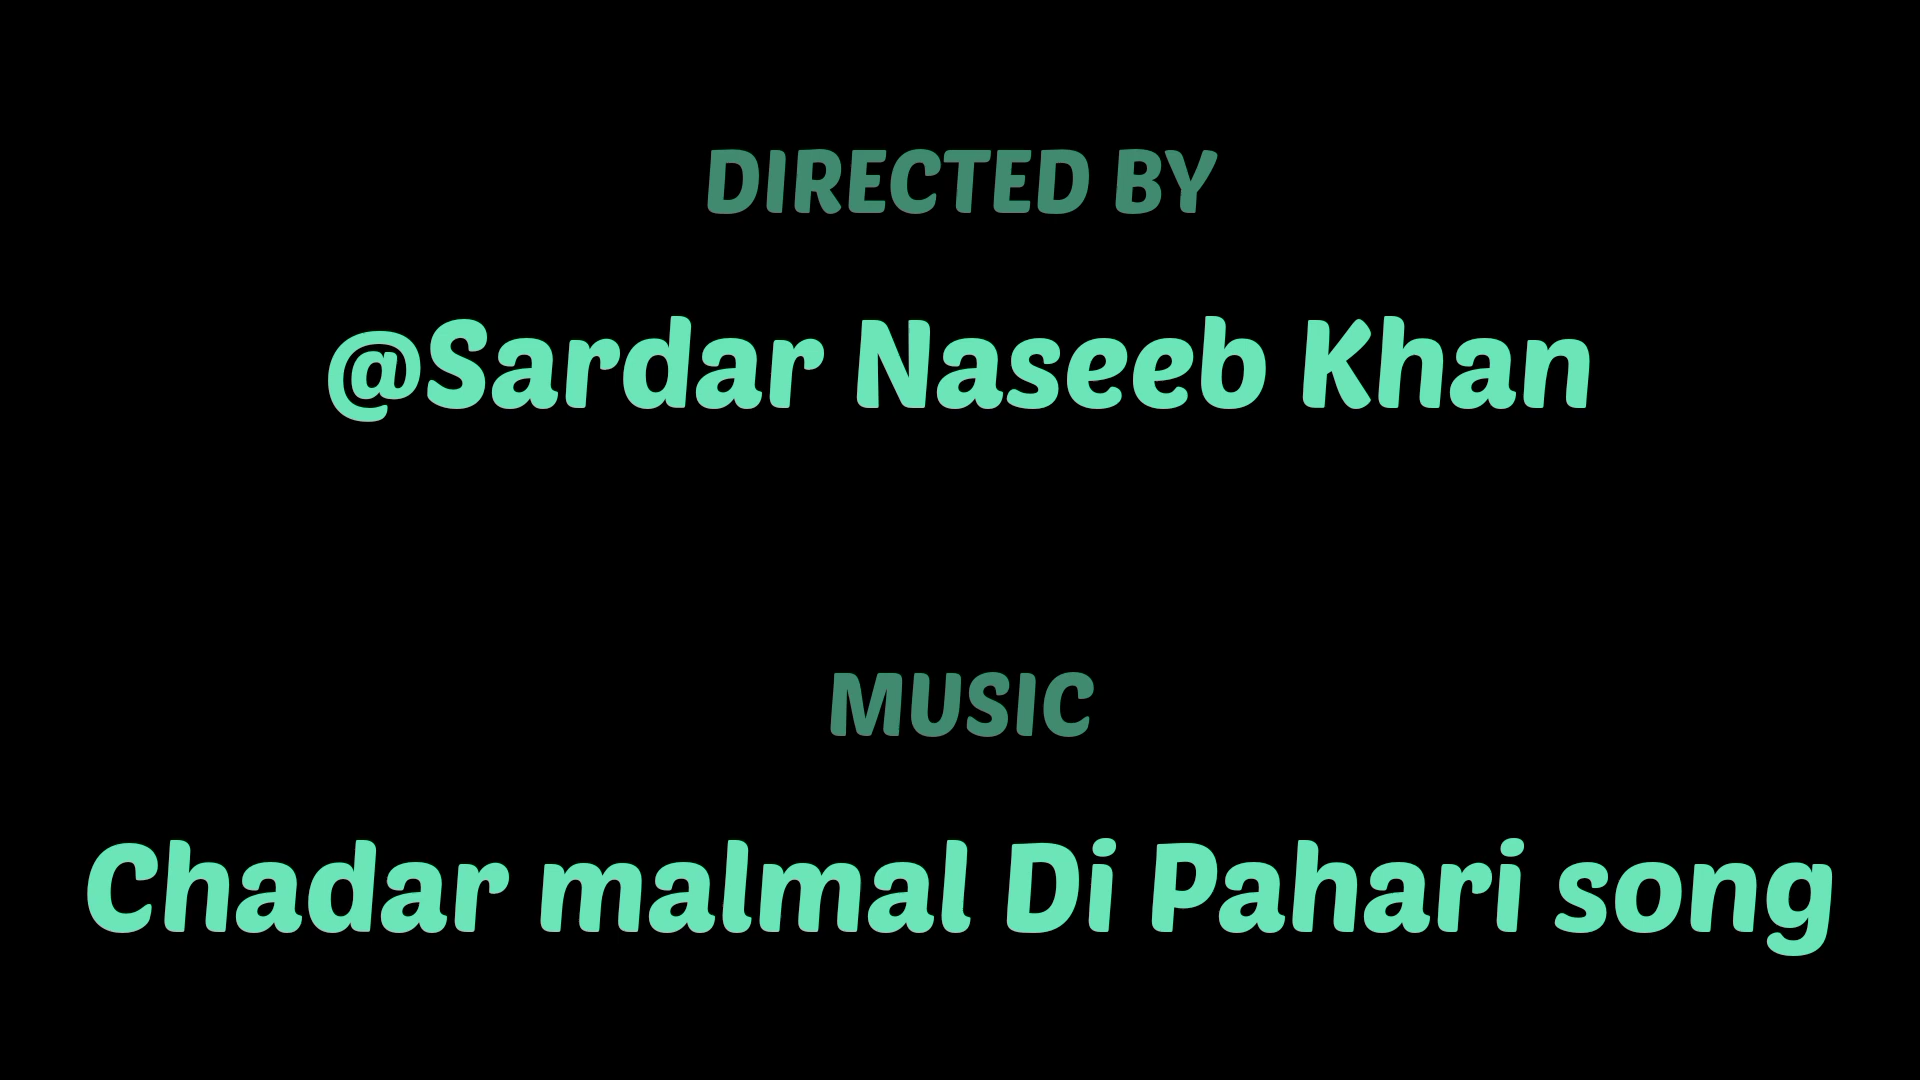 DIRECTED BY
@Sardar Naseeb Khan
MUSIC
Chadar malmal Di Pahari song